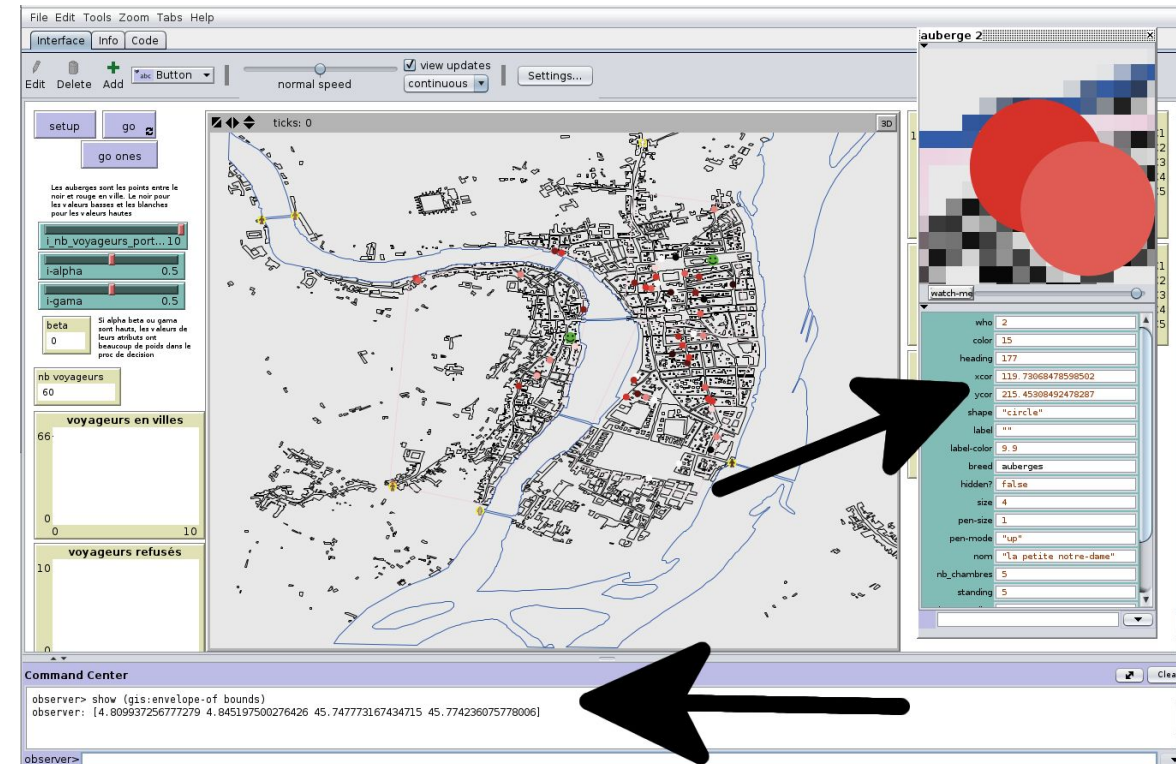 File Edit Tools Zoom Tabs Help
Interface Info Code
Edit Delete Add
abc Button
normal speed
view updates
continuous
Settings...
setup
go
go ones
Les auberges sont les points entre le
noir et rouge en ville. Le noir pour
les valeurs basses et les blanches
pour les valeurs hautes
i_nb_voyageurs_port... 10
i-alpha 0.5
i-gama 0.5
beta
0
Si alpha beta ou gama
sont hauts, les valeurs de
leurs atributs ont
beaucoup de poids dans le
proc de decision
nb voyageurs
60
voyageurs en villes
66
0
0 10
voyageurs refusés
10
0
ticks: 0
3D
auberge 2
watch-me
who 2
color 15
heading 177
xcor 119.73068478598502
ycor 215.45308492478287
shape "circle"
label ""
label-color 9.9
breed auberges
hidden? false
size 4
pen-size 1
pen-mode "up"
nom "la petite notre-dame"
nb_chambres 5
standing 5
Command Center
Clea
observer> show (gis:envelope-of bounds)
observer: [4.809937256777279 4.845197500276426 45.747773167434715 45.774236075778006]
observer>